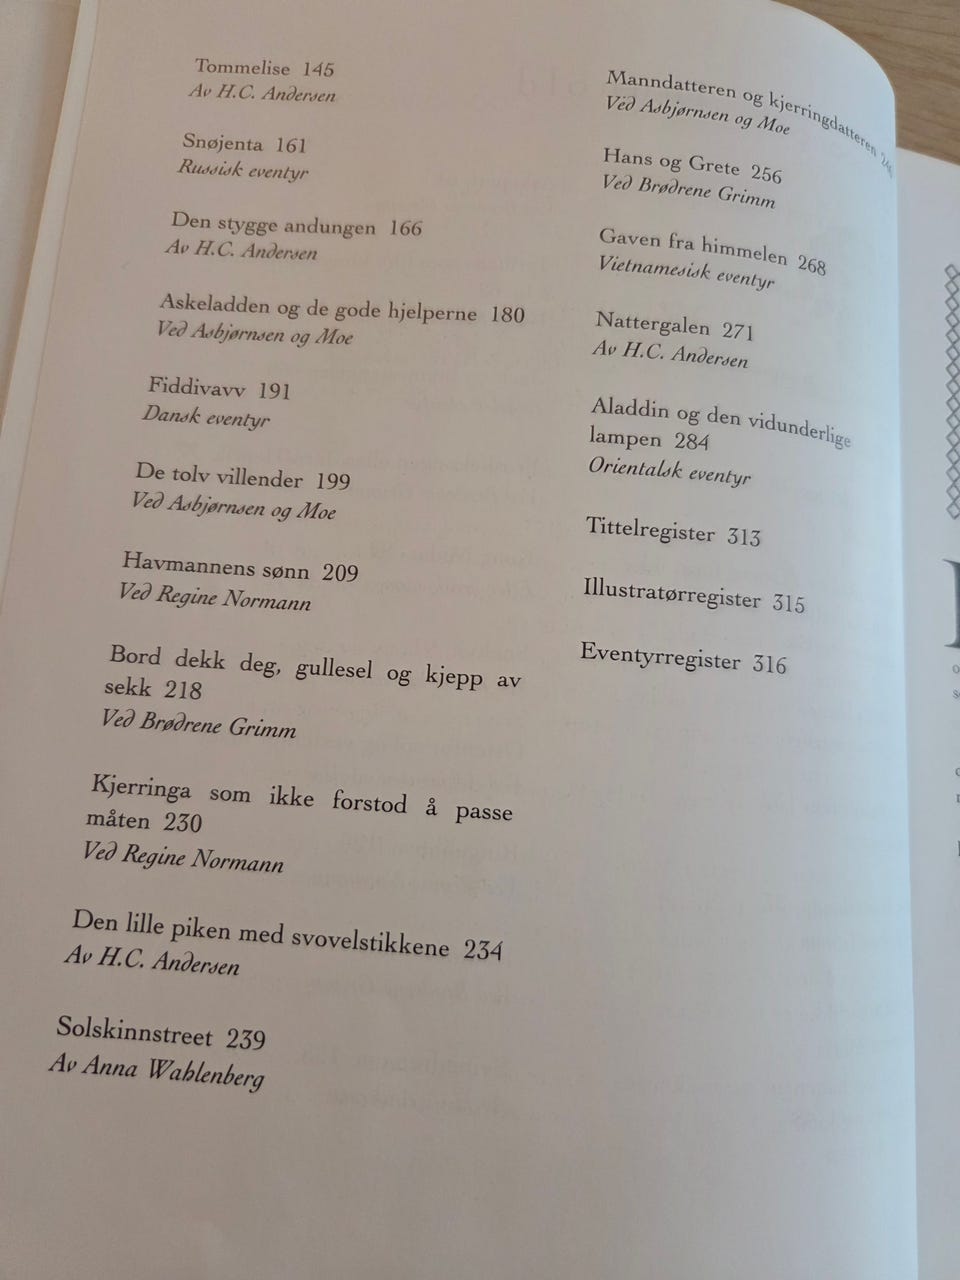 Tommelise 145
Av H.C. Andersen
Snøjenta 161
Russisk eventyr
Den stygge andungen 166
Av H.C. Andersen
Askeladden og de gode hjelperne 180
Ved Asbjørnsen og Moe
Fiddivavv 191
Dansk eventyr
De tolv villender 199
Ved Asbjørnsen og Moe
Havmannens sønn 209
Ved Regine Normann
Bord dekk deg, gullesel og kjepp av
sekk 218
Ved Brødrene Grimm
Kjerringa som ikke forstod å passe
måten 230
Ved Regine Normann
Den lille piken med svovelstikkene 234
Av H.C. Andersen
Solskinnstreet 239
Av Anna Wahlenberg
Manndatteren og kjerringdatteren
Ved Asbjørnsen og Moe
Hans og Grete 256
Ved Brødrene Grimm
Gaven fra himmelen 268
Vietnamesisk eventyr
Nattergalen 271
Av H.C. Andersen
Aladdin og den vidunderlige
lampen 284
Orientalsk eventyr
Tittelregister 313
Illustratørregister 315
Eventyrregister 316